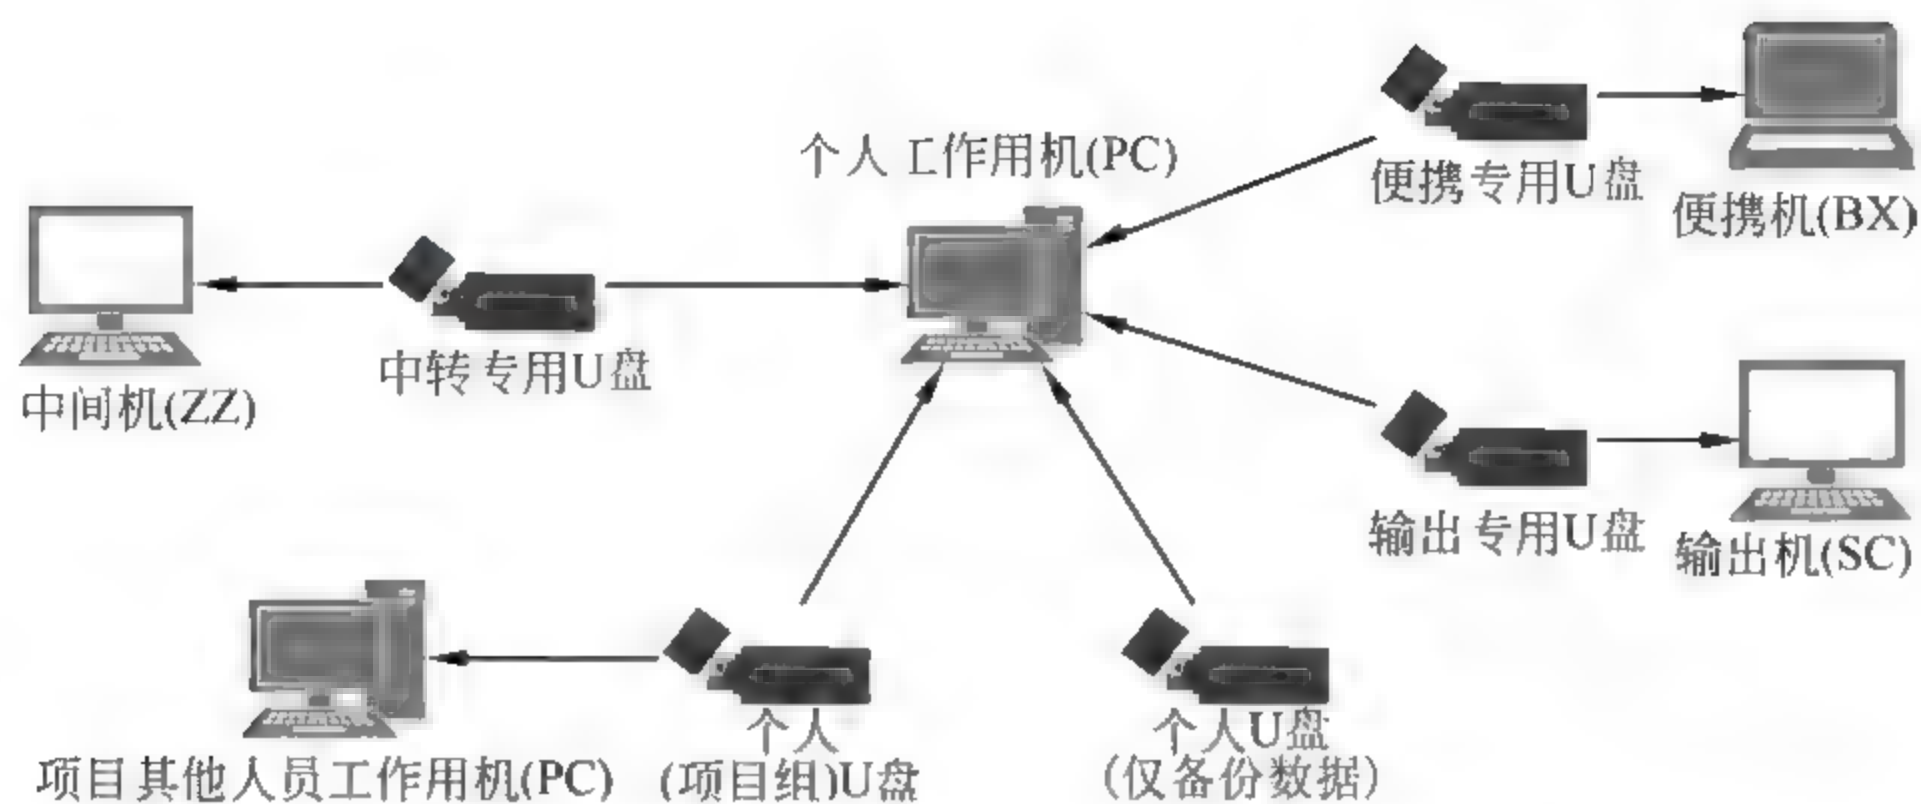 个人工作用机(PC)
便携专用U盘
便携机(BX)
中转专用U盘
中间机(ZZ)
输出专用U盘
输出机(SC)
个人
(项目组)U盘
个人U盘
(仅备份数据)
项目其他人员工作用机(PC)